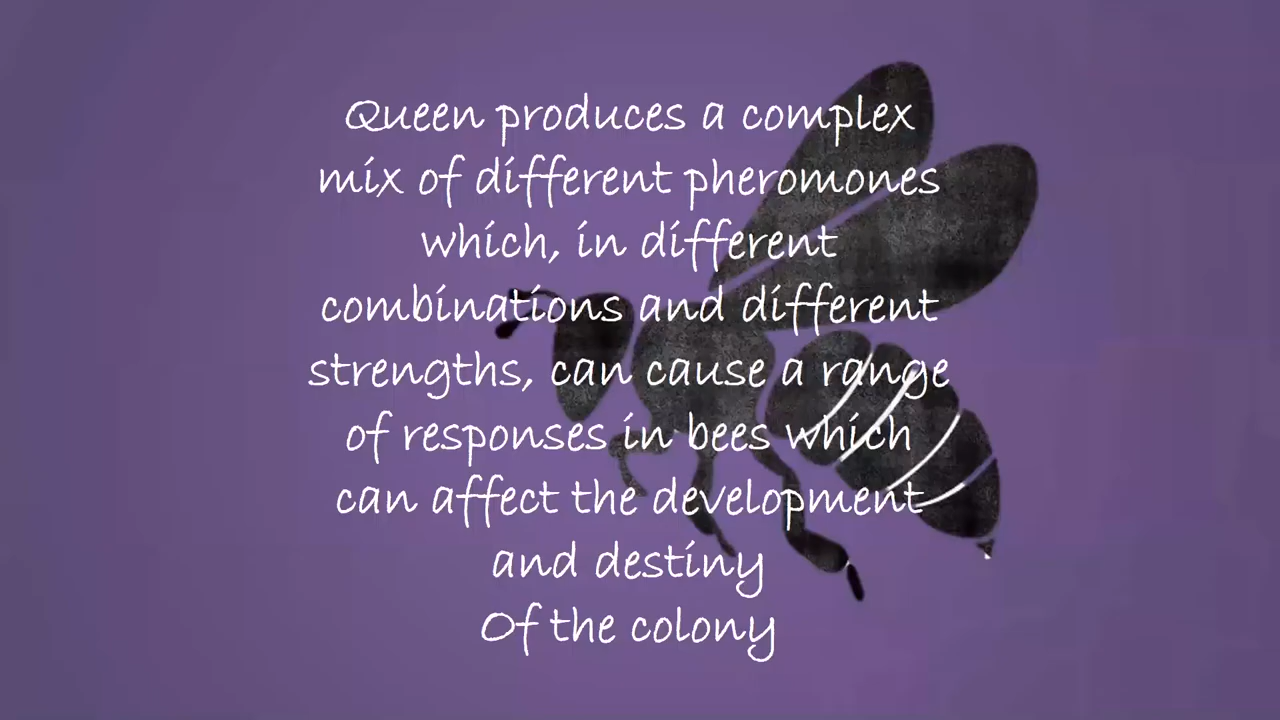 Queen produces a complex
mix of different pheromones
which, in different
combinations and different
strengths, can cause a range
of responses in bees which
can affect the development
and destiny
Of the colony